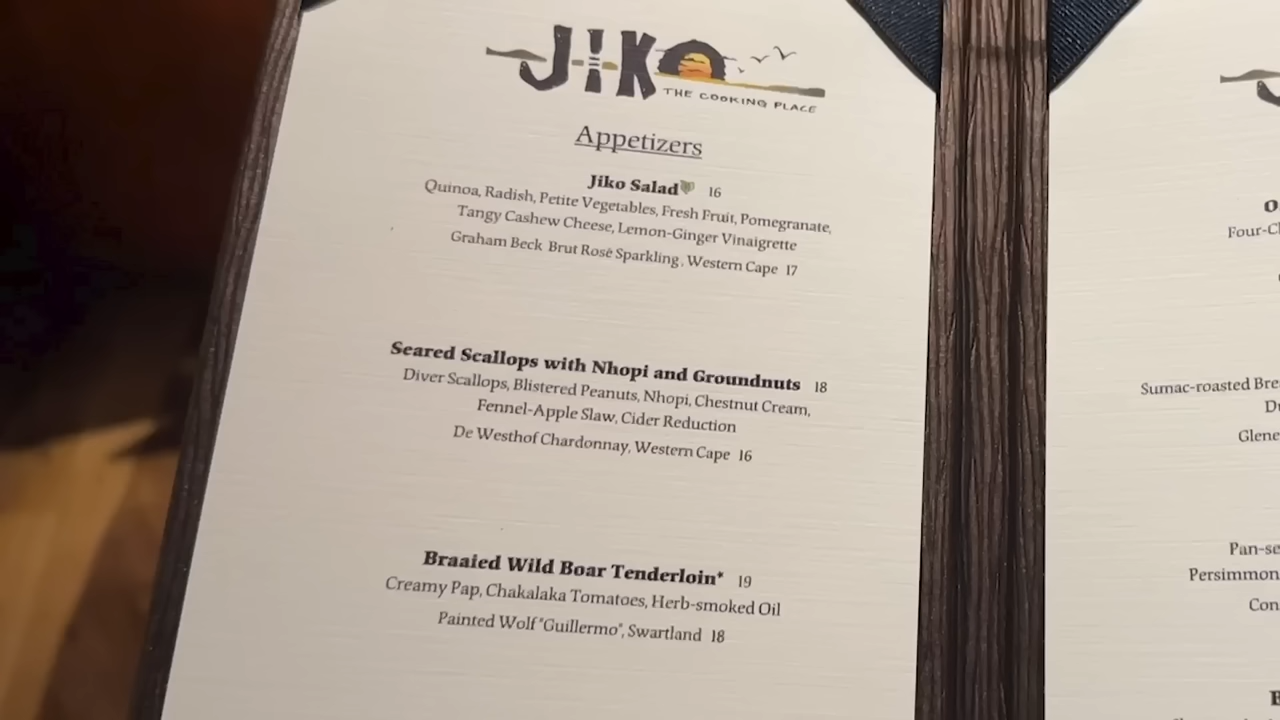 JIKO
THE COOKING PLACE
Appetizers
Jiko Salad 16
Quinoa, Radish, Petite Vegetables, Fresh Fruit, Pomegranate,
Tangy Cashew Cheese, Lemon-Ginger Vinaigrette
Graham Beck Brut Rosé Sparkling, Western Cape 17
Seared Scallops with Nhopi and Groundnuts 18
Diver Scallops, Blistered Peanuts, Nhopi, Chestnut Cream,
Fennel-Apple Slaw, Cider Reduction
De Westhof Chardonnay, Western Cape 16
Braaied Wild Boar Tenderloin* 19
Creamy Pap, Chakalaka Tomatoes, Herb-smoked Oil
Painted Wolf "Guillermo", Swartland 18
Sumac-roasted
Persimmon